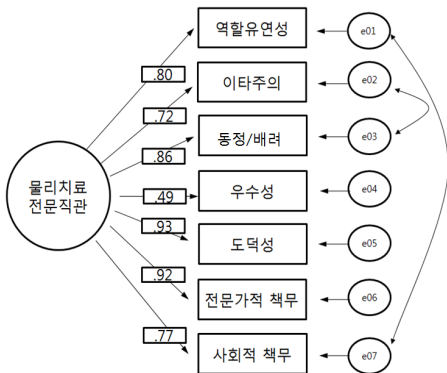 역할유연성
e01
.80
이타주의
e02
.72
동정/배려
e03
.86
물리치료
전문직관
우수성
e04
.49
도덕성
e05
.93
전문가적 책무
e06
.92
사회적 책무
e07
.77